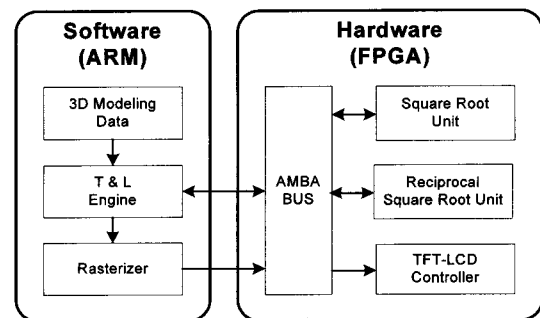 Software
(ARM)
3D Modeling
Data
T & L
Engine
Rasterizer
Hardware
(FPGA)
AMBA
BUS
Square Root
Unit
Reciprocal
Square Root Unit
TFT-LCD
Controller